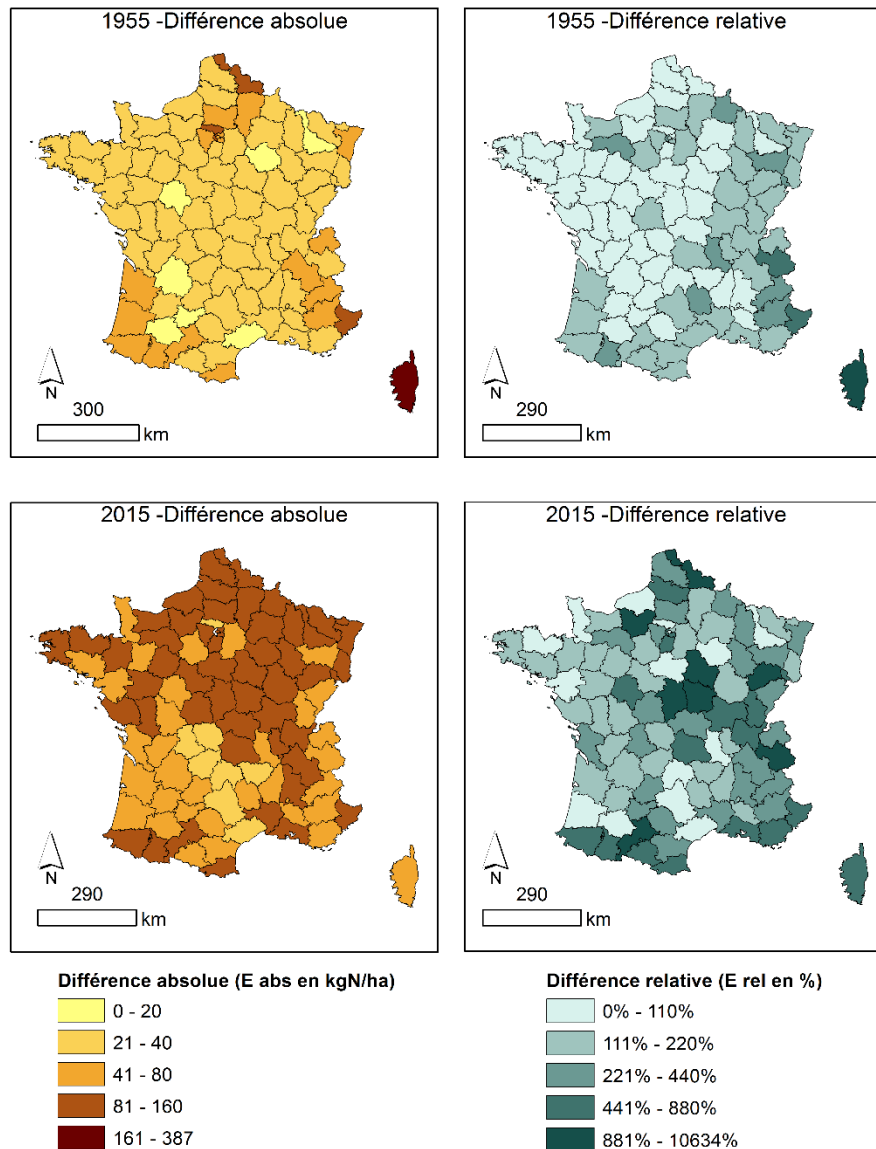 1955 -Différence absolue
N
300
km
1955 -Différence relative
N
290
km
2015 -Différence absolue
N
290
km
2015 -Différence relative
N
290
km
Différence absolue (E abs en kgN/ha)
0 - 20
21 - 40
41 - 80
81 - 160
161 - 387
Différence relative (E rel en %)
0% - 110%
111% - 220%
221% - 440%
441% - 880%
881% - 10634%